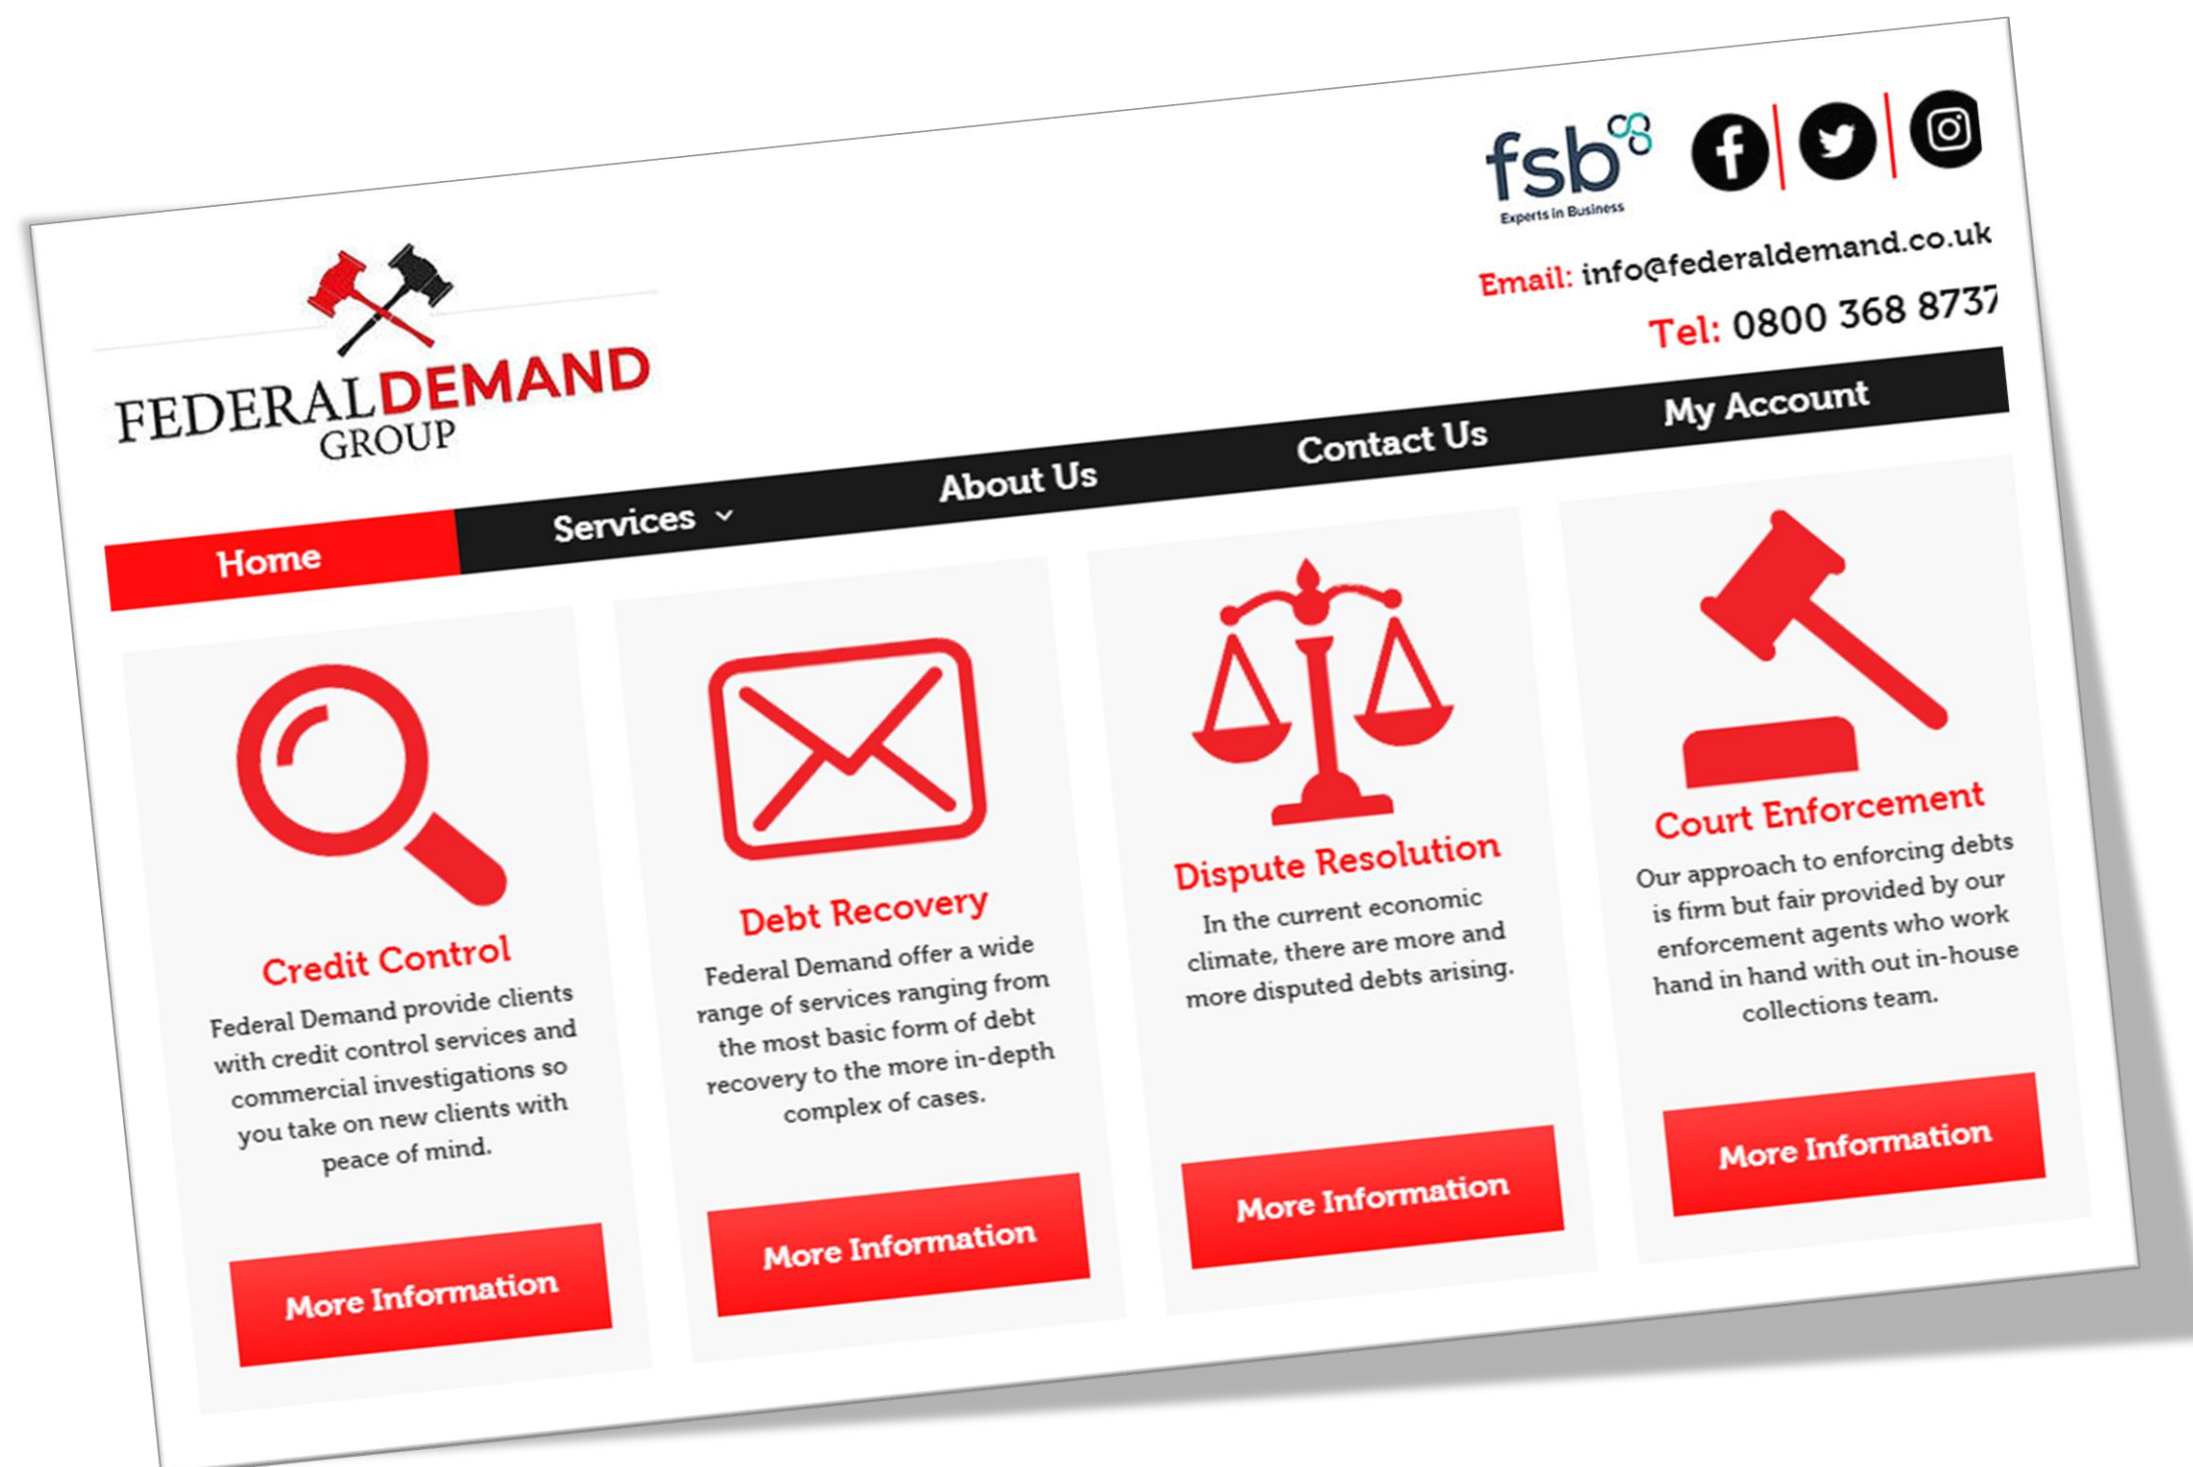 fsb
Experts in Business
Email: info@federaldemand.co.uk
Tel: 0800 368 8737
FEDERALDEMAND
GROUP
Home
Services
About Us
Contact Us
My Account
Credit Control
Federal Demand provide clients
with credit control services and
commercial investigations so
you take on new clients with
peace of mind.
More Information
Debt Recovery
Federal Demand offer a wide
range of services ranging from
the most basic form of debt
recovery to the more in-depth
complex of cases.
More Information
Dispute Resolution
In the current economic
climate, there are more and
more disputed debts arising.
More Information
Court Enforcement
Our approach to enforcing debts
is firm but fair provided by our
enforcement agents who work
hand in hand with out in-house
collections team.
More Information